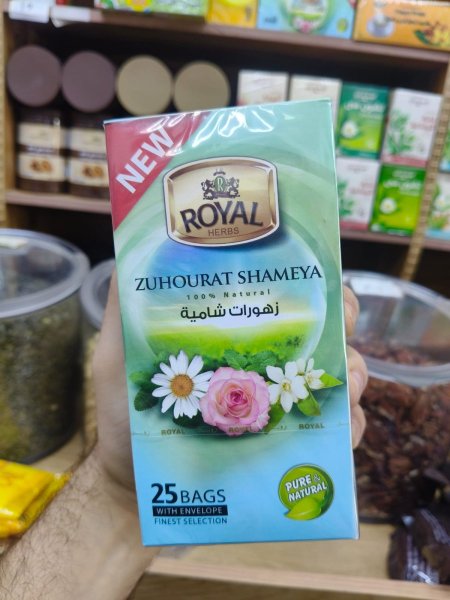 NEW
R
ROYAL
HERBS
ZUHOURAT SHAMEYA
100% Natural
زهورات شامية
ROYAL
ROYAL
ROYAL
25 BAGS
WITH ENVELOPE
FINEST SELECTION
PURE IN
NATURAL